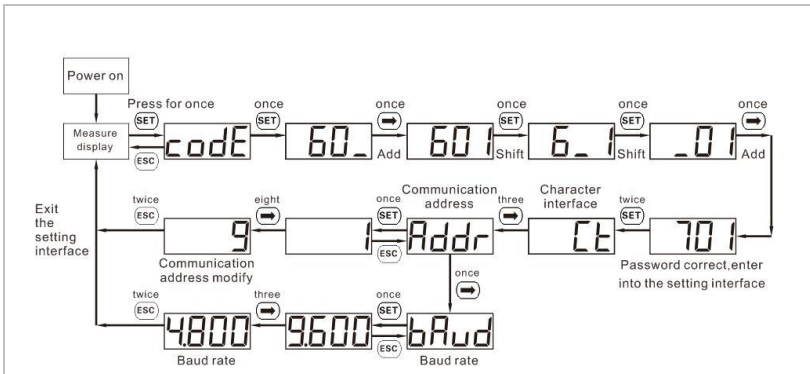 Power on
Press for once
once
once
once
once
once
SET
SET
➡
SET
SET
➡
Measure
display
codE
60_
601
6_1
_01
ESC
Add
Shift
Shift
Add
Communication
address
Character
interface
twice
eight
once
three
twice
Exit
the
setting
interface
ESC
➡
SET
➡
SET
9
1
Addr
Ct
701
ESC
Communication
address modify
Password correct,enter
into the setting interface
once
➡
twice
three
once
ESC
➡
SET
4.800
9.600
bAud
ESC
Baud rate
Baud rate